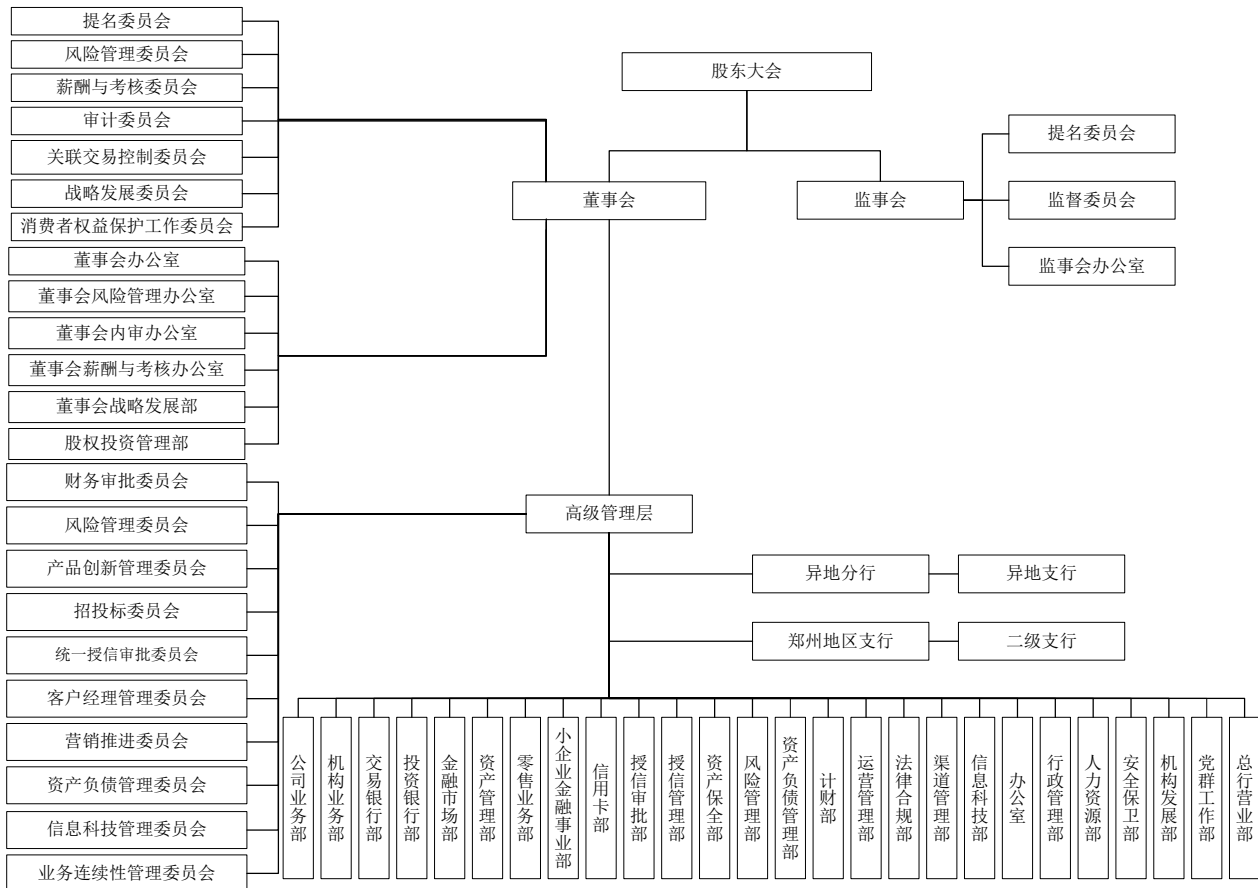 股东大会
董事会
监事会
提名委员会
监督委员会
监事会办公室
提名委员会
风险管理委员会
薪酬与考核委员会
审计委员会
关联交易控制委员会
战略发展委员会
消费者权益保护工作委员会
董事会办公室
董事会风险管理办公室
董事会内审办公室
董事会薪酬与考核办公室
董事会战略发展部
股权投资管理部
高级管理层
财务审批委员会
风险管理委员会
产品创新管理委员会
招投标委员会
统一授信审批委员会
客户经理管理委员会
营销推进委员会
资产负债管理委员会
信息科技管理委员会
业务连续性管理委员会
异地分行
异地支行
郑州地区支行
二级支行
公司业务部
机构业务部
交易银行部
投资银行部
金融市场部
资产管理部
零售业务部
小企业金融事业部
信用卡部
授信审批部
授信管理部
资产保全部
风险管理部
资产负债管理部
计财部
运营管理部
法律合规部
渠道管理部
信息科技部
办公室
行政管理部
人力资源部
安全保卫部
机构发展部
党群工作部
总行营业部